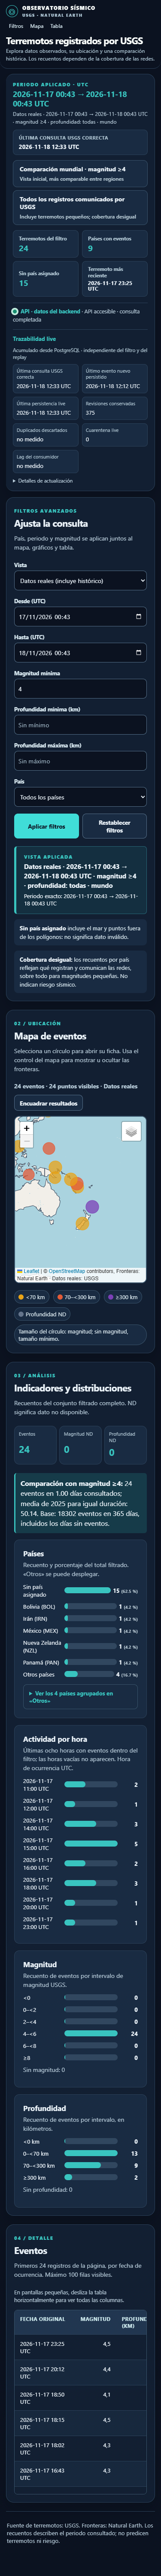 OBSERVATORIO SÍSMICO
USGS · NATURAL EARTH
Filtros Mapa Tabla
Terremotos registrados por USGS
Explora eventos observados, tu ubicación y una comparación histórica. Los recuentos dependen de la cobertura de las redes.
PERIODO APLICADO · UTC
2026-11-17 00:43 → 2026-11-18
00:43 UTC
Datos reales · 2026-11-17 00:43 → 2026-11-18 00:43 UTC
· magnitud ≥4 · profundidad: todas · mundo
ÚLTIMA CONSULTA USGS CORRECTA
2026-11-18 12:33 UTC
Comparación mundial · magnitud ≥4
Vista inicial, más comparable entre regiones
Todos los registros comunicados por
USGS
Incluye terremotos pequeños; cobertura desigual
Terremotos del filtro
24
Países con eventos
9
Sin país asignado
15
Terremoto más
reciente
2026-11-17 23:25
UTC
API · datos del backend · API accesible · consulta
completada
Trazabilidad live
Acumulado desde PostgreSQL · independiente del filtro y del
replay
Última consulta USGS
correcta
2026-11-18 12:33 UTC
Último evento nuevo
persistido
2026-11-18 12:12 UTC
Última persistencia live
2026-11-18 12:33 UTC
Revisiones conservadas
375
Duplicados descartados
no medido
Cuarentena live
0
Lag del consumidor
no medido
▸ Detalles de actualización
FILTROS AVANZADOS
Ajusta la consulta
País, periodo y magnitud se aplican juntos al
mapa, gráficos y tabla.
Vista
Datos reales (incluye histórico)
Desde (UTC)
17/11/2026 00:43
Hasta (UTC)
18/11/2026 00:43
Magnitud mínima
4
Profundidad mínima (km)
Sin mínimo
Profundidad máxima (km)
Sin máximo
País
Todos los países
Aplicar filtros
Restablecer
filtros
VISTA APLICADA
Datos reales · 2026-11-17 00:43 →
2026-11-18 00:43 UTC · magnitud ≥4
· profundidad: todas · mundo
Periodo exacto: 2026-11-17 00:43 → 2026-11-
18 00:43 UTC
Sin país asignado incluye el mar y puntos fuera
de los polígonos; no significa dato inválido.
Cobertura desigual: los recuentos por país
reflejan qué registran y comunican las redes,
sobre todo para magnitudes pequeñas. No
indican riesgo sísmico.
02 / UBICACIÓN
Mapa de eventos
Selecciona un círculo para abrir su ficha. Usa el
control del mapa para mostrar u ocultar las
fronteras.
24 eventos · 24 puntos visibles · Datos reales
Encuadrar resultados
+
−
Leaflet | © OpenStreetMap contributors, Fronteras:
Natural Earth · Datos reales: USGS
<70 km
70–<300 km
≥300 km
Profundidad ND
Tamaño del círculo: magnitud; sin magnitud,
tamaño mínimo.
03 / ANÁLISIS
Indicadores y distribuciones
Recuentos del conjunto filtrado completo. ND
significa dato no disponible.
Eventos
24
Magnitud ND
0
Profundidad
ND
0
Comparación con magnitud ≥4: 24
eventos en 1.00 días consultados;
media de 2025 para igual duración:
50.14. Base: 18302 eventos en 365 días,
incluidos los días sin eventos.
Países
Recuento y porcentaje del total filtrado.
«Otros» se puede desplegar.
Sin país
asignado 15 (62.5 %)
Bolivia (BOL) 1 (4.2 %)
Irán (IRN) 1 (4.2 %)
México (MEX) 1 (4.2 %)
Nueva Zelanda
(NZL) 1 (4.2 %)
Panamá (PAN) 1 (4.2 %)
Otros países 4 (16.7 %)
▸ Ver los 4 países agrupados en
«Otros»
Actividad por hora
Últimas ocho horas con eventos dentro del
filtro; las horas vacías no aparecen. Hora
de ocurrencia UTC.
2026-11-17
11:00 UTC 2
2026-11-17
12:00 UTC 1
2026-11-17
14:00 UTC 3
2026-11-17
15:00 UTC 5
2026-11-17
16:00 UTC 2
2026-11-17
18:00 UTC 3
2026-11-17
20:00 UTC 1
2026-11-17
23:00 UTC 1
Magnitud
Recuento de eventos por intervalo de
magnitud USGS.
<0 0
0–<2 0
2–<4 0
4–<6 24
6–<8 0
≥8 0
Sin magnitud: 0
Profundidad
Recuento de eventos por intervalo, en
kilómetros.
<0 km 0
0–<70 km 13
70–<300 km 9
≥300 km 2
Sin profundidad: 0
04 / DETALLE
Eventos
Primeros 24 registros de la página, por fecha de
ocurrencia. Máximo 100 filas visibles.
En pantallas pequeñas, desliza la tabla
horizontalmente para ver todas las columnas.
FECHA ORIGINAL MAGNITUD PROFUND
(KM)
2026-11-17 23:25
UTC 4,5
2026-11-17 20:12
UTC 4,4
2026-11-17 18:50
UTC 4,1
2026-11-17 18:15
UTC 4,5
2026-11-17 18:02
UTC 4,3
2026-11-17 16:43
UTC 4,3
Fuente de terremotos: USGS. Fronteras: Natural Earth. Los
recuentos describen el periodo consultado; no predicen
terremotos ni riesgo.